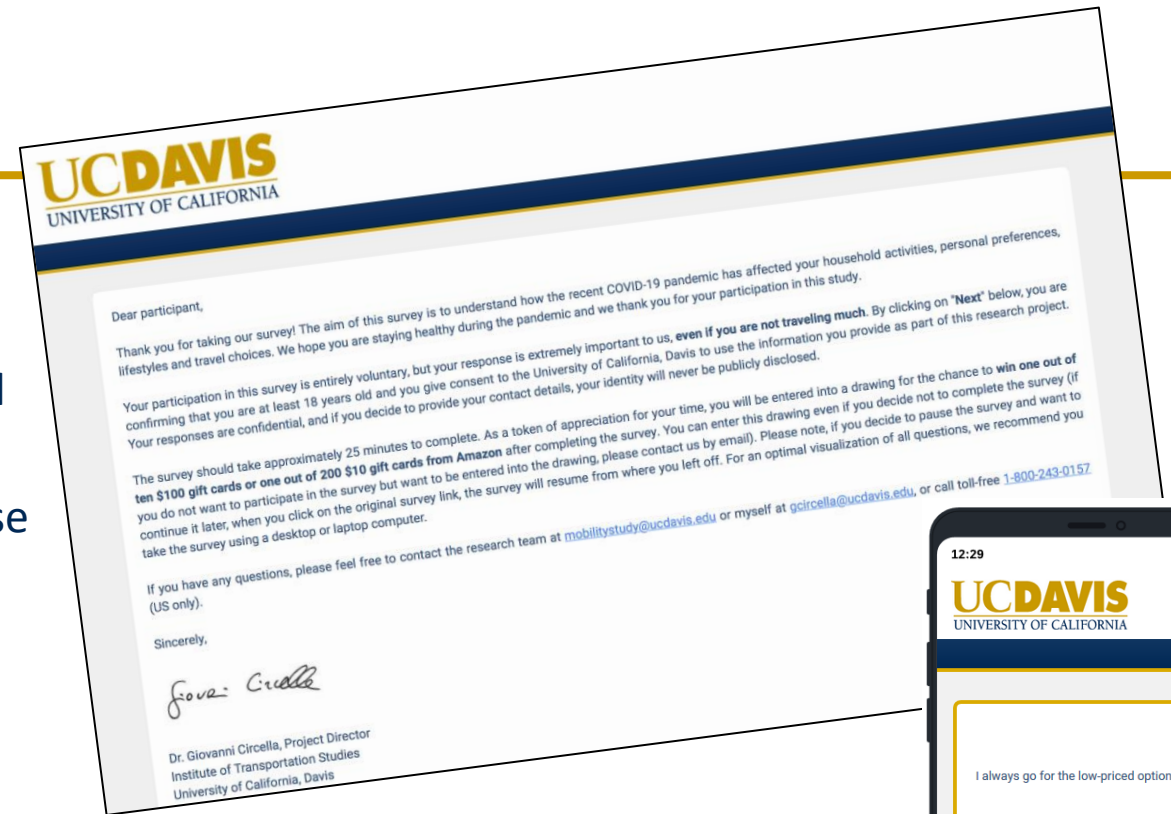 UCDAVIS
UNIVERSITY OF CALIFORNIA
Dear participant,
Thank you for taking our survey! The aim of this survey is to understand how the recent COVID-19 pandemic has affected your household activities, personal preferences,
lifestyles and travel choices. We hope you are staying healthy during the pandemic and we thank you for your participation in this study.
Your participation in this survey is entirely voluntary, but your response is extremely important to us, even if you are not traveling much. By clicking on "Next" below, you are
confirming that you are at least 18 years old and you give consent to the University of California, Davis to use the information you provide as part of this research project.
Your responses are confidential, and if you decide to provide your contact details, your identity will never be publicly disclosed.
The survey should take approximately 25 minutes to complete. As a token of appreciation for your time, you will be entered into a drawing for the chance to win one out of
ten $100 gift cards or one out of 200 $10 gift cards from Amazon after completing the survey. You can enter this drawing even if you decide not to complete the survey (if
you do not want to participate in the survey but want to be entered into the drawing, please contact us by email). Please note, if you decide to pause the survey and want to
continue it later, when you click on the original survey link, the survey will resume from where you left off. For an optimal visualization of all questions, we recommend you
take the survey using a desktop or laptop computer.
If you have any questions, please feel free to contact the research team at mobilitystudy@ucdavis.edu or myself at gcircella@ucdavis.edu, or call toll-free 1-800-243-0157
(US only).
Sincerely,
Giovanni Circella
Dr. Giovanni Circella, Project Director
Institute of Transportation Studies
University of California, Davis
se
12:29
UCDAVIS
UNIVERSITY OF CALIFORNIA
I always go for the low-priced option